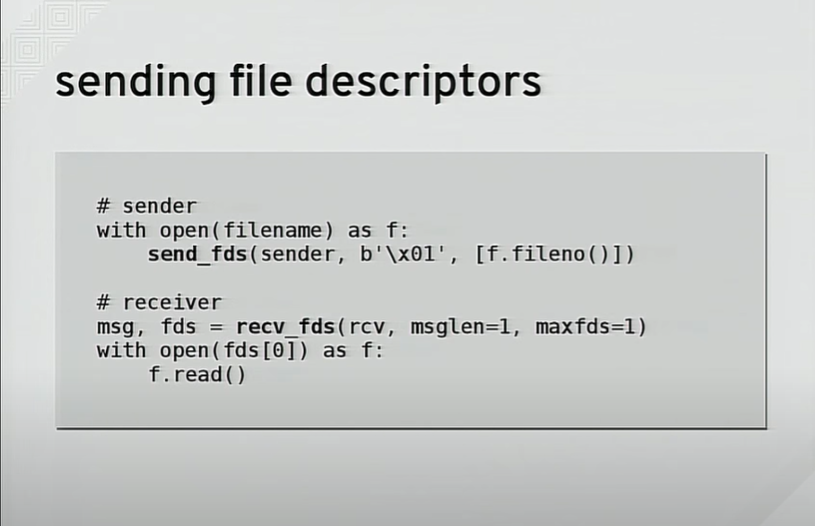 sending file descriptors
# sender
with open(filename) as f:
    send_fds(sender, b'\x01', [f.fileno()])
# receiver
msg, fds = recv_fds(rcv, msglen=1, maxfds=1)
with open(fds[0]) as f:
    f.read()